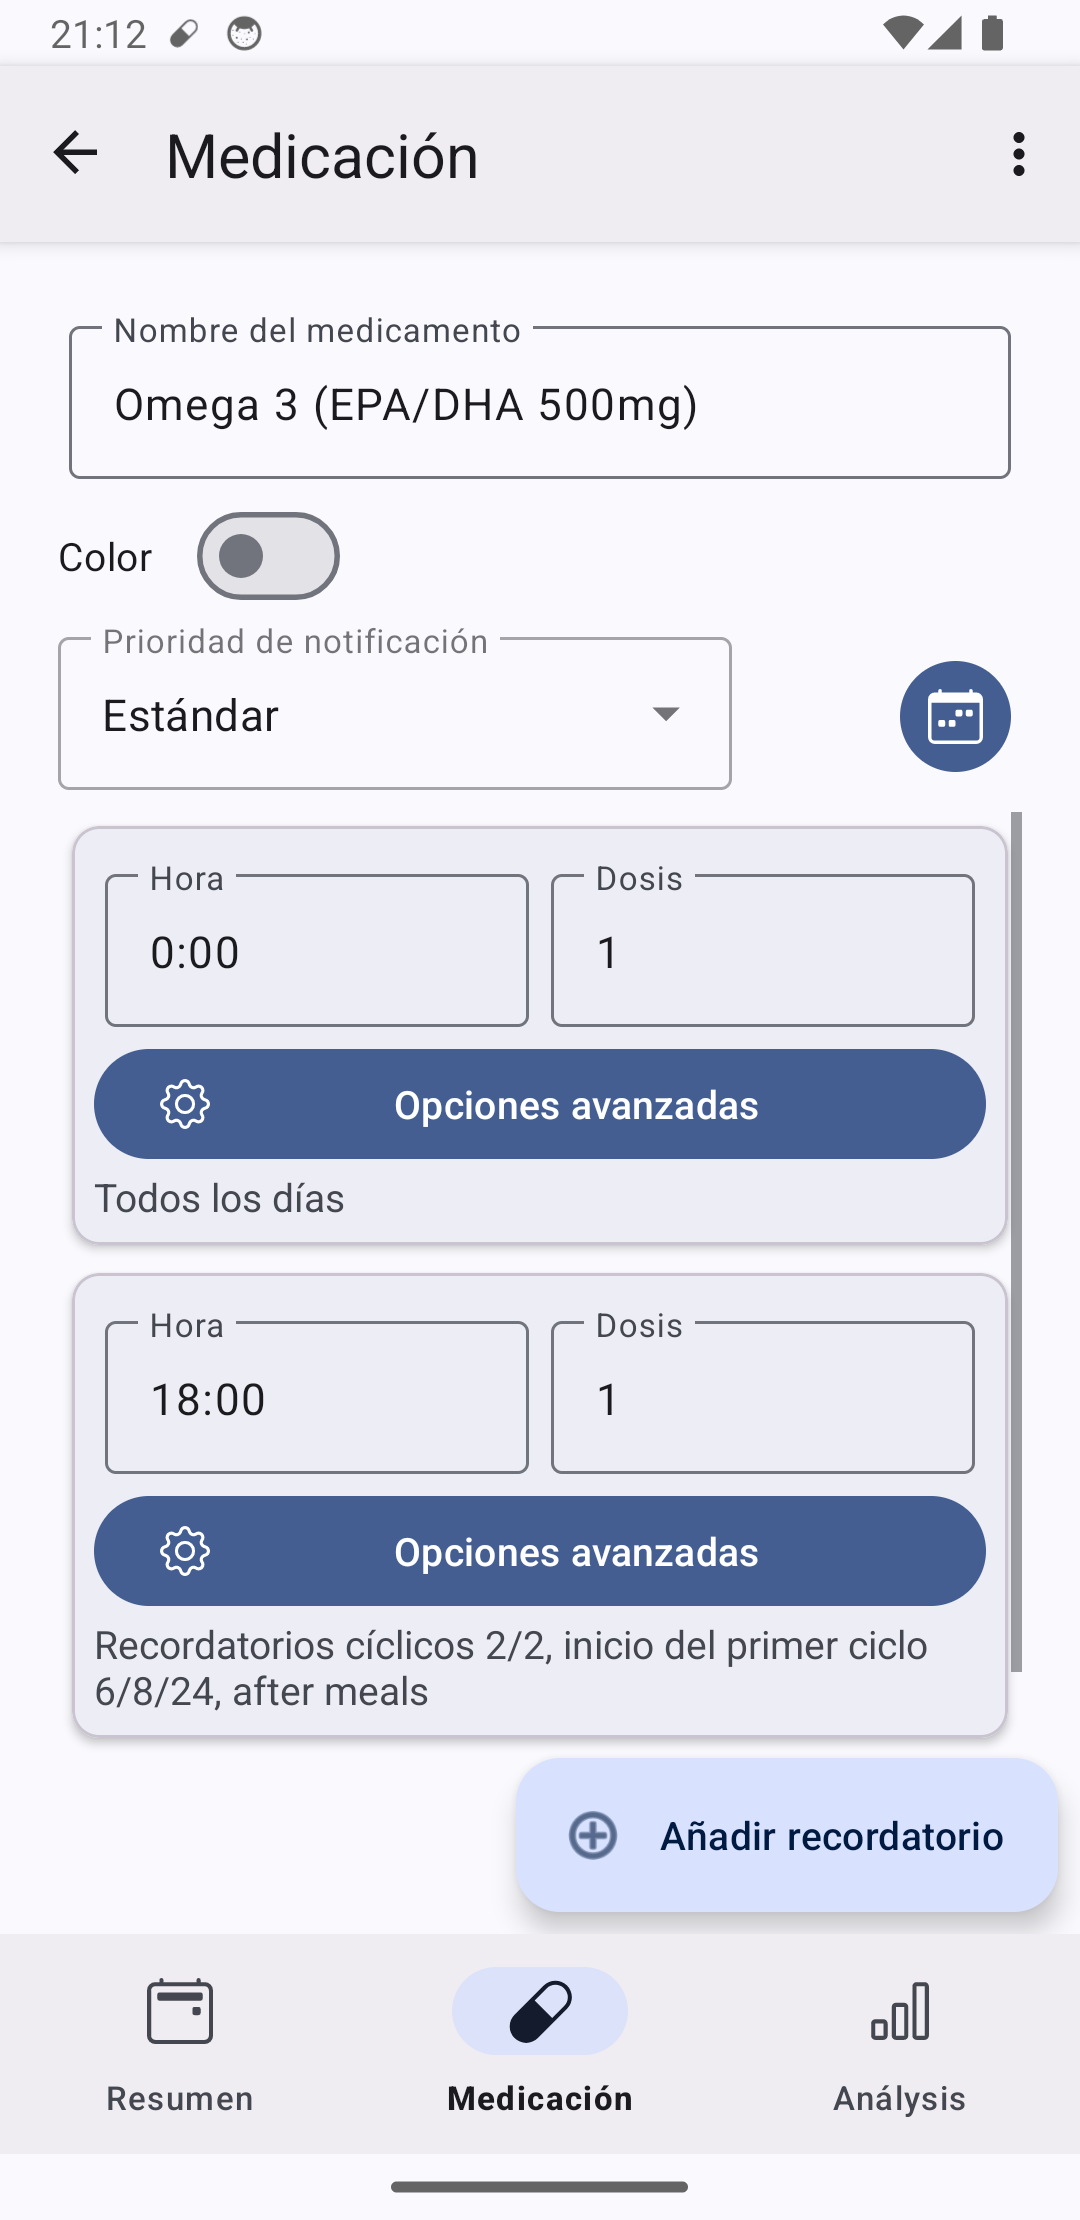 21:12
Medicación
Nombre del medicamento
Omega 3 (EPA/DHA 500mg)
Color
Prioridad de notificación
Estándar
Hora
0:00
Dosis
1
Opciones avanzadas
Todos los días
Hora
18:00
Dosis
1
Opciones avanzadas
Recordatorios cíclicos 2/2, inicio del primer ciclo
6/8/24, after meals
Añadir recordatorio
Resumen
Medicación
Análysis